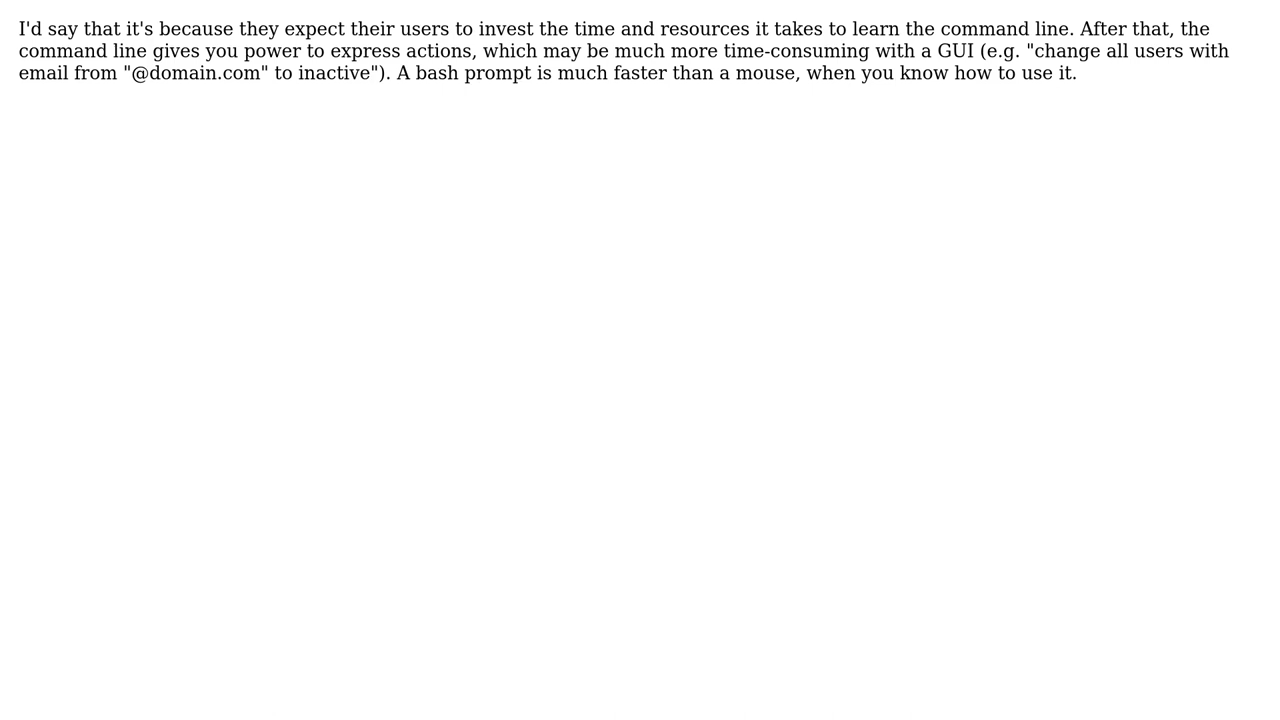 I'd say that it's because they expect their users to invest the time and resources it takes to learn the command line. After that, the
command line gives you power to express actions, which may be much more time-consuming with a GUI (e.g. "change all users with
email from "@domain.com" to inactive"). A bash prompt is much faster than a mouse, when you know how to use it.